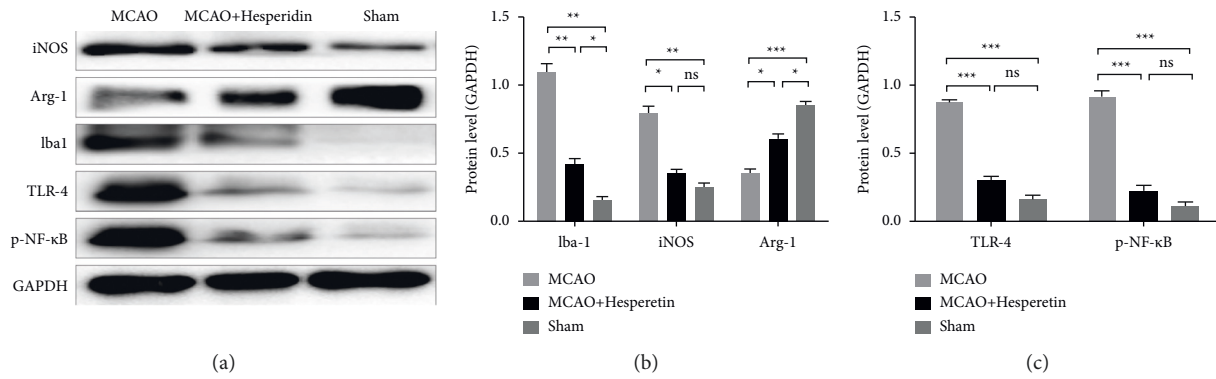 MCAO MCAO+Hesperidin Sham
iNOS
Arg-1
Iba1
TLR-4
p-NF-κB
GAPDH
(a)
Protein level (GAPDH)
1.5
1.0
0.5
0.0
**
** *
**
* ns
***
* *
Iba-1 iNOS Arg-1
MCAO
MCAO+Hesperetin
Sham
(b)
Protein level (GAPDH)
1.5
1.0
0.5
0.0
***
*** ns
***
*** ns
TLR-4 p-NF-κB
MCAO
MCAO+Hesperetin
Sham
(c)